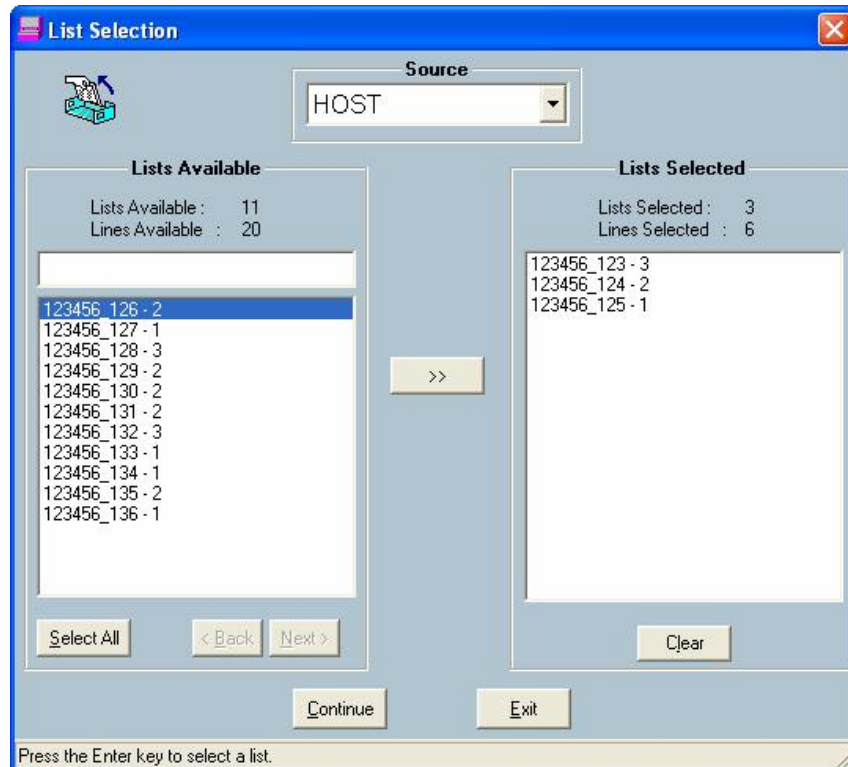 List Selection
Source
HOST
Lists Available
Lists Available : 11
Lines Available : 20
123456_126 - 2
123456_127 - 1
123456_128 - 3
123456_129 - 2
123456_130 - 2
123456_131 - 2
123456_132 - 3
123456_133 - 1
123456_134 - 1
123456_135 - 2
123456_136 - 1
Select All
< Back
Next >
>>
Lists Selected
Lists Selected : 3
Lines Selected : 6
123456_123 - 3
123456_124 - 2
123456_125 - 1
Clear
Continue
Exit
Press the Enter key to select a list.